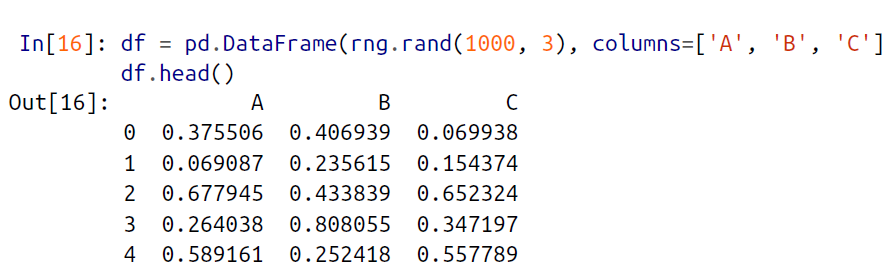 In[16]: df = pd.DataFrame(rng.rand(1000, 3), columns=['A', 'B', 'C']
df.head()
Out[16]: A B C
0 0.375506 0.406939 0.069938
1 0.069087 0.235615 0.154374
2 0.677945 0.433839 0.652324
3 0.264038 0.808055 0.347197
4 0.589161 0.252418 0.557789